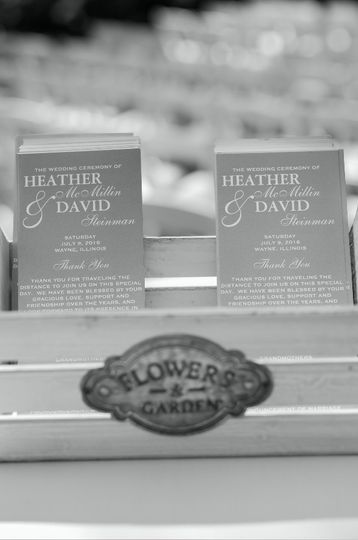 THE WEDDING CEREMONY OF
HEATHER
McMillin
& DAVID
Steinman
SATURDAY
JULY 9, 2016
WAYNE, ILLINOIS
Thank You
THANK YOU FOR TRAVELING THE
DISTANCE TO JOIN US ON THIS SPECIAL
DAY. WE HAVE BEEN BLESSED BY YOUR
GRACIOUS LOVE, SUPPORT AND
FRIENDSHIP OVER THE YEARS, AND
THE WEDDING CEREMONY OF
HEATHER
McMillin
& DAVID
Steinman
SATURDAY
JULY 9, 2016
WAYNE, ILLINOIS
Thank You
THANK YOU FOR TRAVELING THE
DISTANCE TO JOIN US ON THIS SPECIAL
DAY. WE HAVE BEEN BLESSED BY YOUR
GRACIOUS LOVE, SUPPORT AND
FRIENDSHIP OVER THE YEARS, AND
GRANDMOTHERS
GRANDMOTHERS
FLOWERS
&
GARDEN
OF MARRIAGE